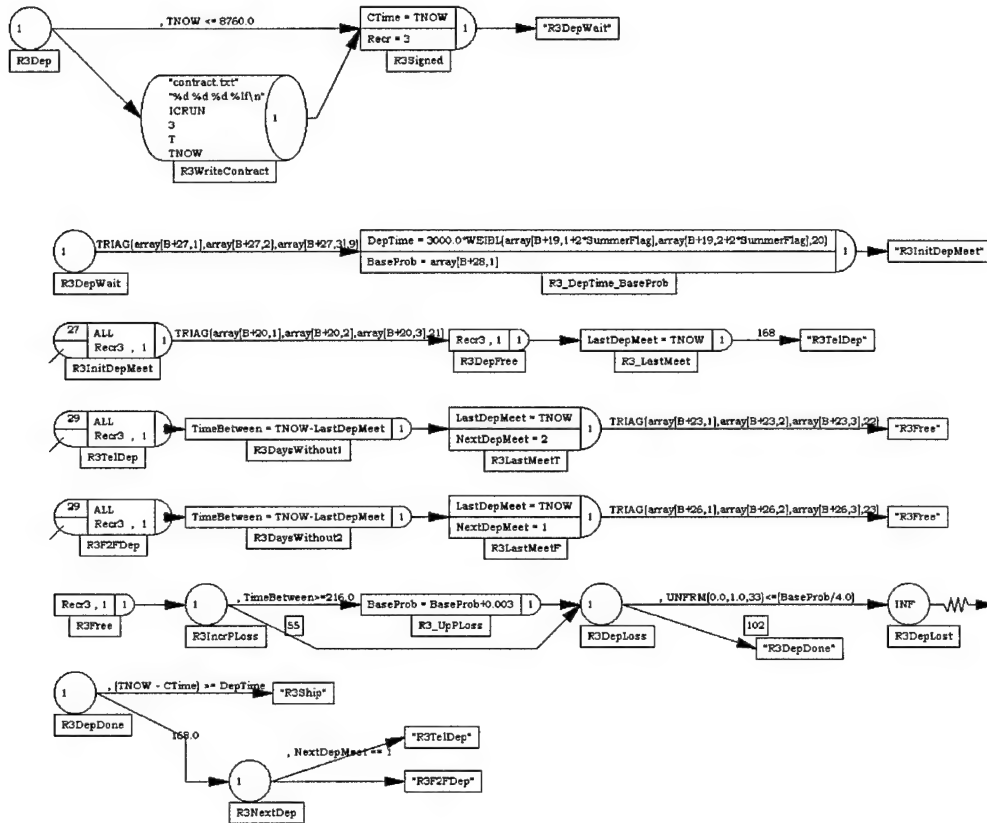 , TNOW <= 8760.0
1
R3Dep
CTime = TNOW
Recr = 3
1
R3Signed
"R3DepWait"
"contract.txt"
"%d %d %d %lf\n"
ICRUN
3
T
TNOW
1
R3WriteContract
1
R3DepWait
TRIAG[array[B+27,1],array[B+27,2],array[B+27,3],9]
DepTime = 3000.0*WEIBL[array[B+19,1+2*SummerFlag],array[B+19,2+2*SummerFlag],20]
BaseProb = array[B+28,1]
1
R3_DepTime_BaseProb
"R3InitDepMeet"
27
ALL
Recr3 , 1
1
R3InitDepMeet
TRIAG[array[B+20,1],array[B+20,2],array[B+20,3],21]
Recr3 , 1
1
R3DepFree
LastDepMeet = TNOW
1
R3_LastMeet
168
"R3TelDep"
29
ALL
Recr3 , 1
1
R3TelDep
TimeBetween = TNOW-LastDepMeet
1
R3DaysWithout1
LastDepMeet = TNOW
NextDepMeet = 2
1
R3LastMeetT
TRIAG[array[B+23,1],array[B+23,2],array[B+23,3],22]
"R3Free"
29
ALL
Recr3 , 1
1
R3F2FDep
TimeBetween = TNOW-LastDepMeet
1
R3DaysWithout2
LastDepMeet = TNOW
NextDepMeet = 1
1
R3LastMeetF
TRIAG[array[B+26,1],array[B+26,2],array[B+26,3],23]
"R3Free"
Recr3 , 1
1
R3Free
1
R3IncrPLoss
, TimeBetween>=216.0
55
BaseProb = BaseProb+0.003
1
R3_UpPLoss
1
R3DepLoss
, UNFRM[0.0,1.0,33]<=[BaseProb/4.0]
102
"R3DepDone"
INF
R3DepLost
1
R3DepDone
, [TNOW - CTime] >= DepTime
"R3Ship"
168.0
1
R3NextDep
, NextDepMeet == 1
"R3TelDep"
"R3F2FDep"